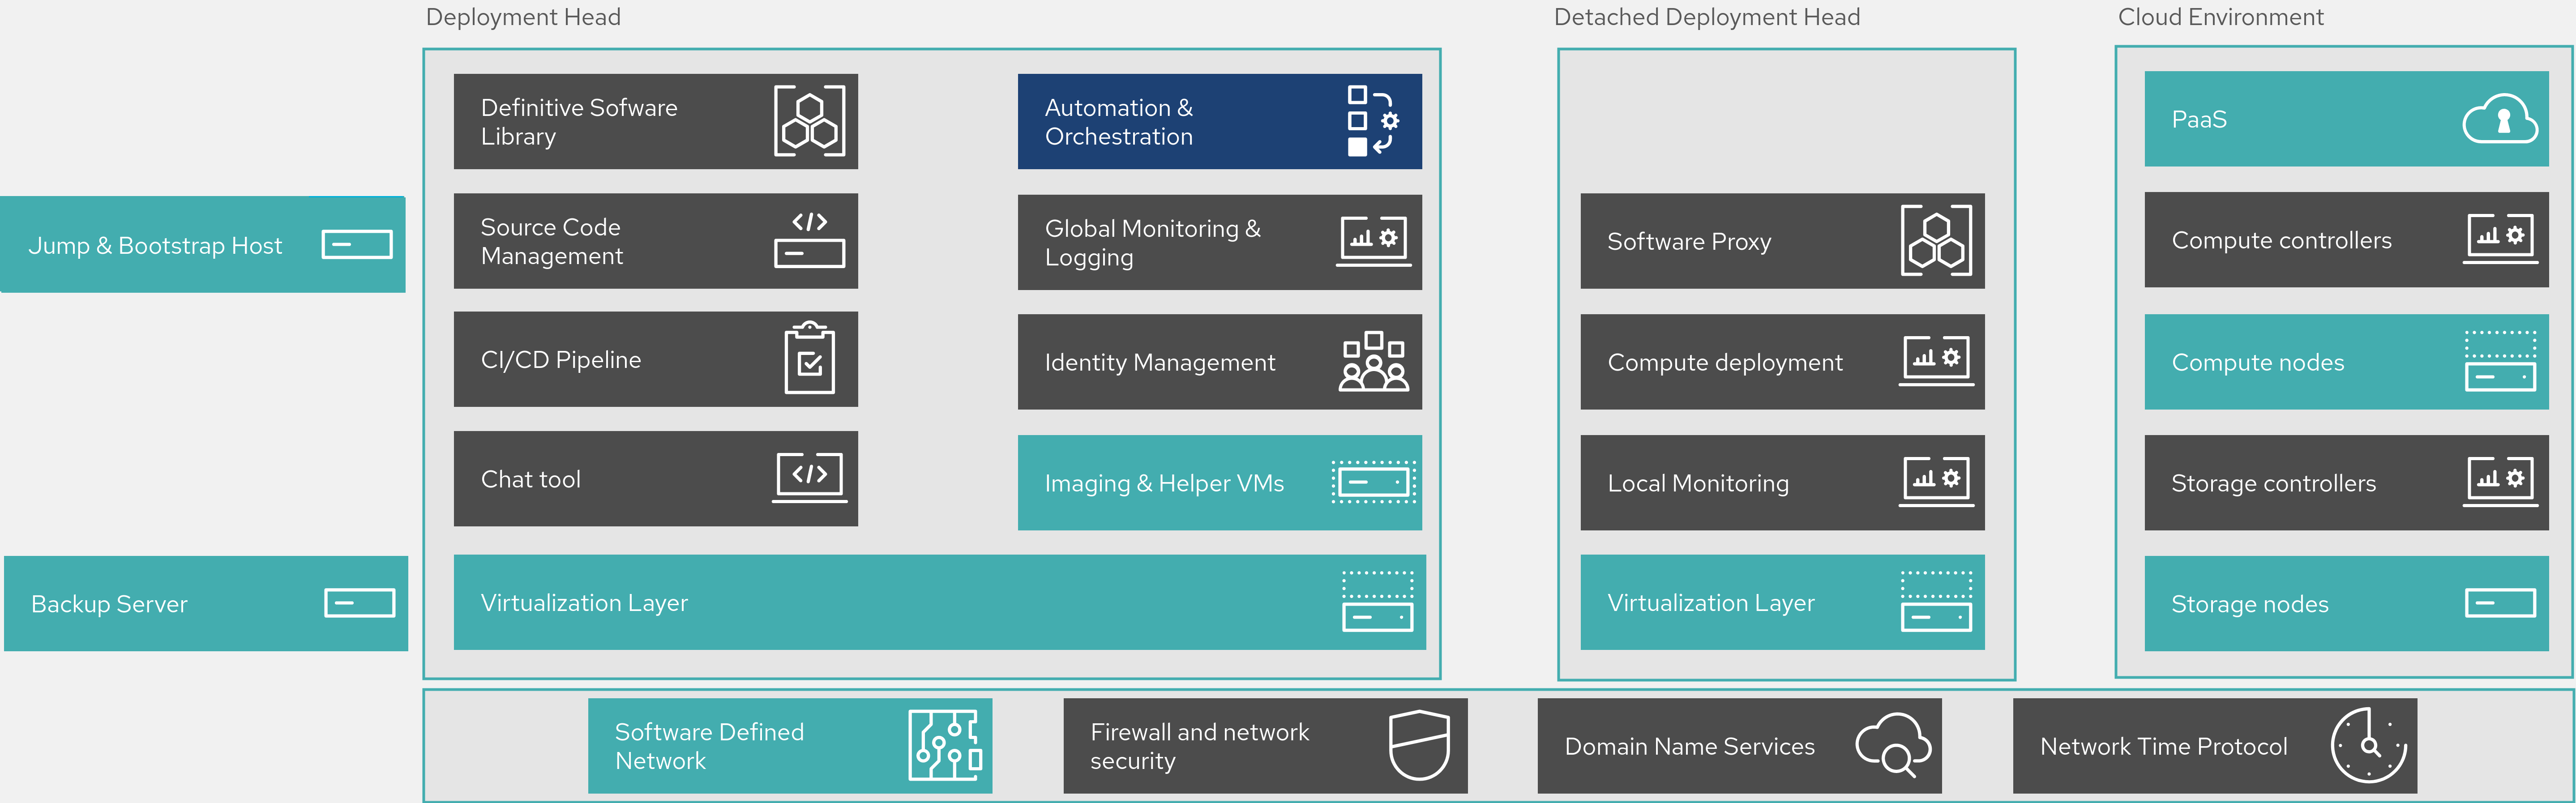 Deployment Head
Detached Deployment Head
Cloud Environment
Jump & Bootstrap Host
Backup Server
Definitive Sofware
Library
Source Code
Management
CI/CD Pipeline
Chat tool
Automation &
Orchestration
Global Monitoring &
Logging
Identity Management
Imaging & Helper VMs
Virtualization Layer
Software Proxy
Compute deployment
Local Monitoring
Virtualization Layer
PaaS
Compute controllers
Compute nodes
Storage controllers
Storage nodes
Software Defined
Network
Firewall and network
security
Domain Name Services
Network Time Protocol